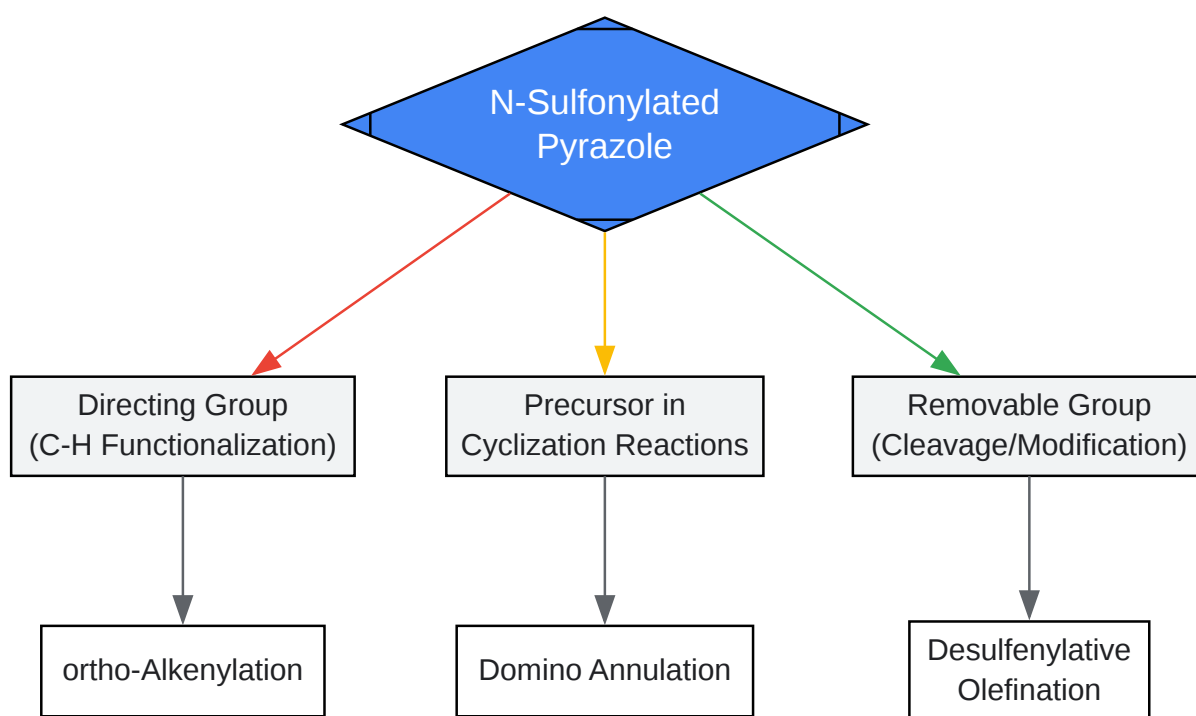 N-Sulfonylated
Pyrazole
Directing Group
(C-H Functionalization)
Precursor in
Cyclization Reactions
Removable Group
(Cleavage/Modification)
ortho-Alkenylation
Domino Annulation
Desulfenylative
Olefination